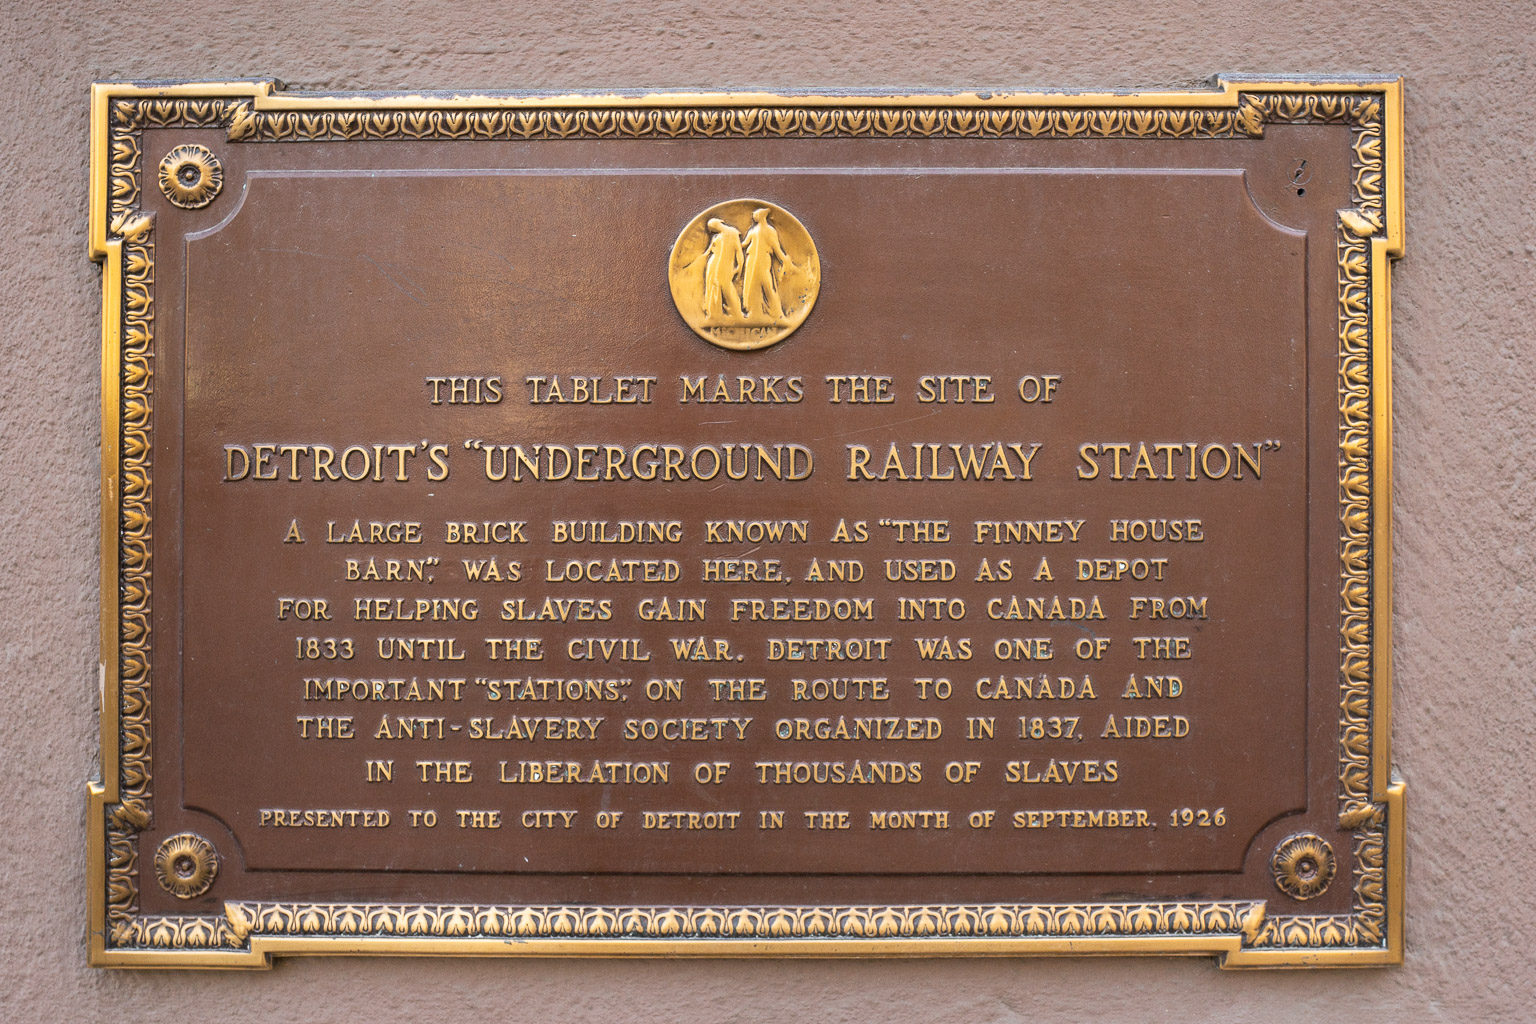 MICHIGAN
THIS TABLET MARKS THE SITE OF
DETROIT'S “UNDERGROUND RAILWAY STATION”
A LARGE BRICK BUILDING KNOWN AS “THE FINNEY HOUSE
BARN,” WAS LOCATED HERE, AND USED AS A DEPOT
FOR HELPING SLAVES GAIN FREEDOM INTO CANADA FROM
1833 UNTIL THE CIVIL WAR. DETROIT WAS ONE OF THE
IMPORTANT “STATIONS,” ON THE ROUTE TO CANADA AND
THE ANTI-SLAVERY SOCIETY ORGANIZED IN 1837, AIDED
IN THE LIBERATION OF THOUSANDS OF SLAVES
PRESENTED TO THE CITY OF DETROIT IN THE MONTH OF SEPTEMBER, 1926